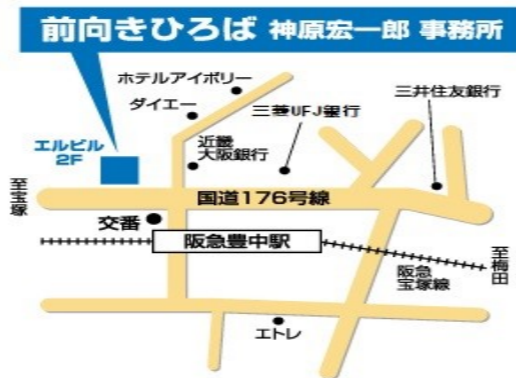 前向きひろば 神原宏一郎 事務所
ホテルアイボリー
ダイエー
三菱UFJ銀行
三井住友銀行
エルビル
2F
近畿
大阪銀行
至宝塚
国道176号線
交番
阪急豊中駅
至梅田
阪急
宝塚線
エトレ